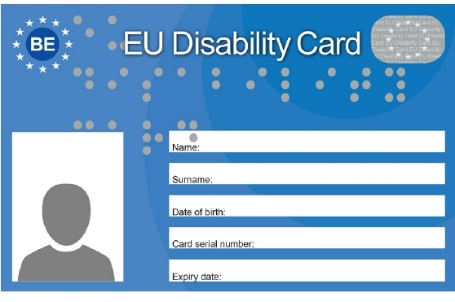 BE
EU Disability Card
Name:
Surname:
Date of birth:
Card serial number:
Expiry date: